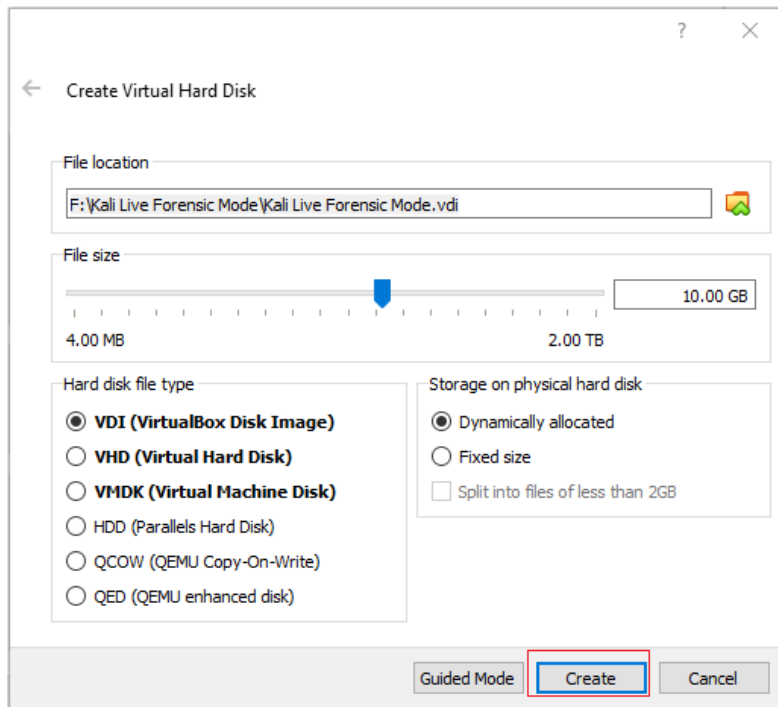 ?
Create Virtual Hard Disk
File location
F:\Kali Live Forensic Mode\Kali Live Forensic Mode.vdi
File size
10.00 GB
4.00 MB 2.00 TB
Hard disk file type
VDI (VirtualBox Disk Image)
VHD (Virtual Hard Disk)
VMDK (Virtual Machine Disk)
HDD (Parallels Hard Disk)
QCOW (QEMU Copy-On-Write)
QED (QEMU enhanced disk)
Storage on physical hard disk
Dynamically allocated
Fixed size
Split into files of less than 2GB
Guided Mode Create Cancel